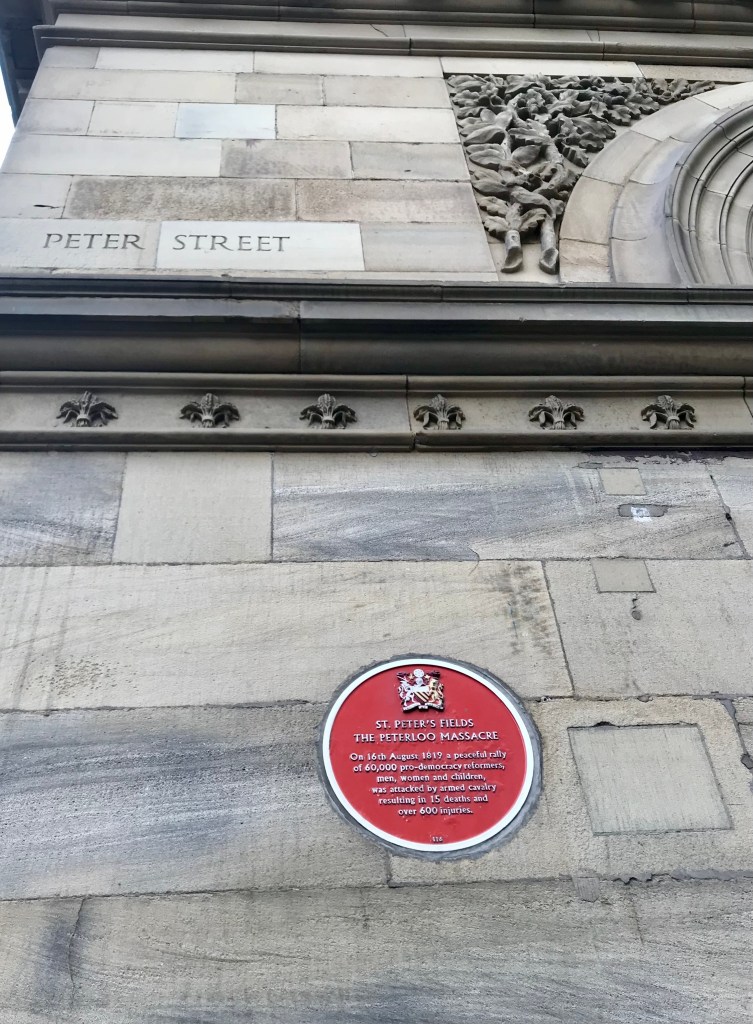 PETER STREET
ST. PETER'S FIELDS
THE PETERLOO MASSACRE
On 16th August 1819 a peaceful rally
of 60,000 pro-democracy reformers,
men, women and children,
was attacked by armed cavalry
resulting in 15 deaths and
over 600 injuries.